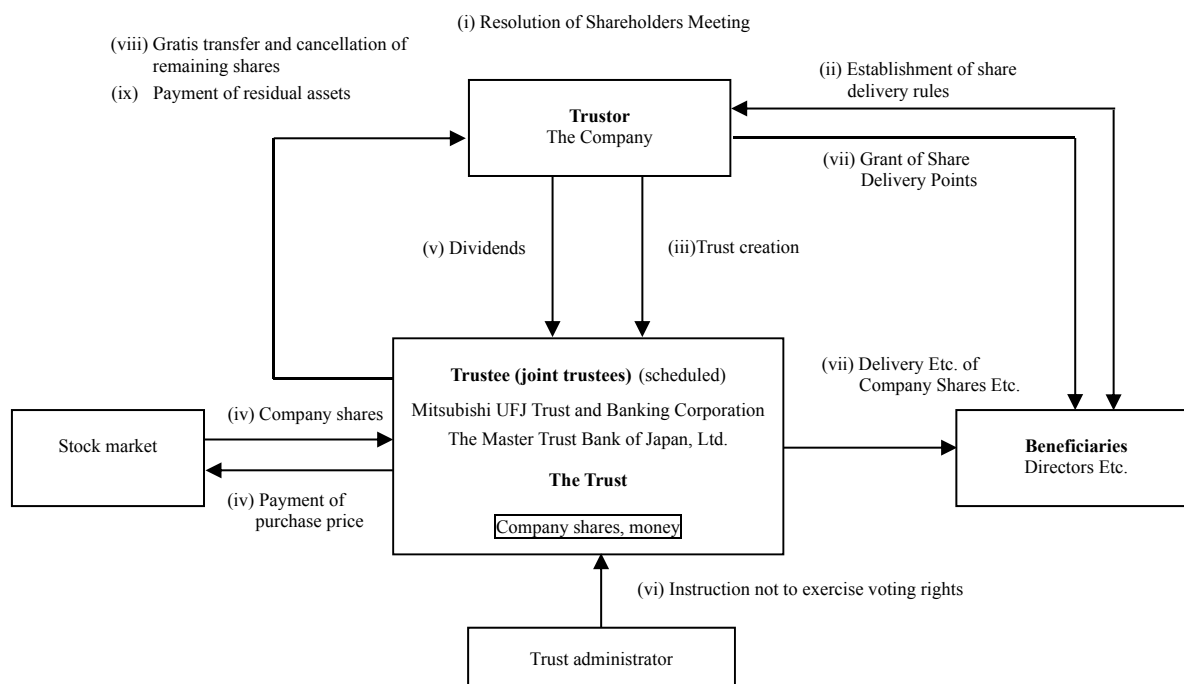 (i) Resolution of Shareholders Meeting
(viii) Gratis transfer and cancellation of
remaining shares
(ix) Payment of residual assets
(ii) Establishment of share
delivery rules
Trustor
The Company
(vii) Grant of Share
Delivery Points
(v) Dividends
(iii)Trust creation
Trustee (joint trustees) (scheduled)
Mitsubishi UFJ Trust and Banking Corporation
The Master Trust Bank of Japan, Ltd.
The Trust
Company shares, money
(vii) Delivery Etc. of
Company Shares Etc.
(iv) Company shares
Stock market
(iv) Payment of
purchase price
Beneficiaries
Directors Etc.
(vi) Instruction not to exercise voting rights
Trust administrator